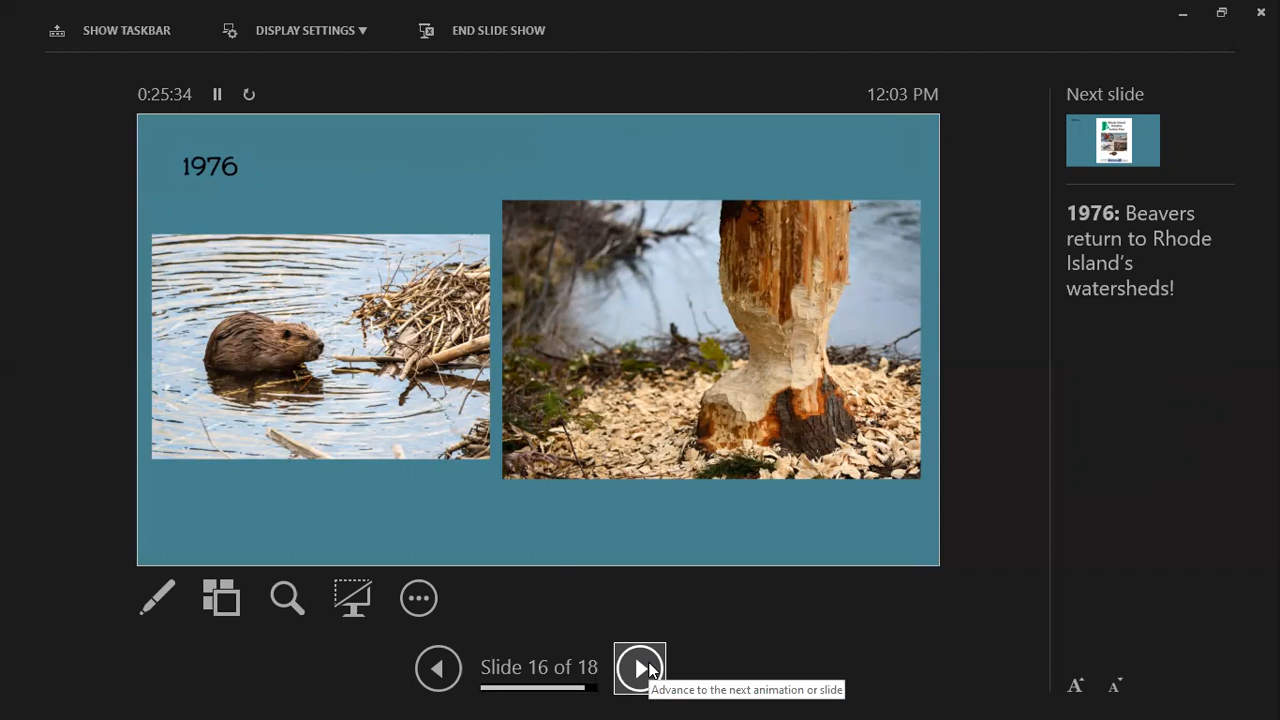 SHOW TASKBAR
DISPLAY SETTINGS ▼
END SLIDE SHOW
0:25:34
12:03 PM
Next slide
1976
1976: Beavers
return to Rhode
Island's
watersheds!
Slide 16 of 18
Advance to the next animation or slide
A
A